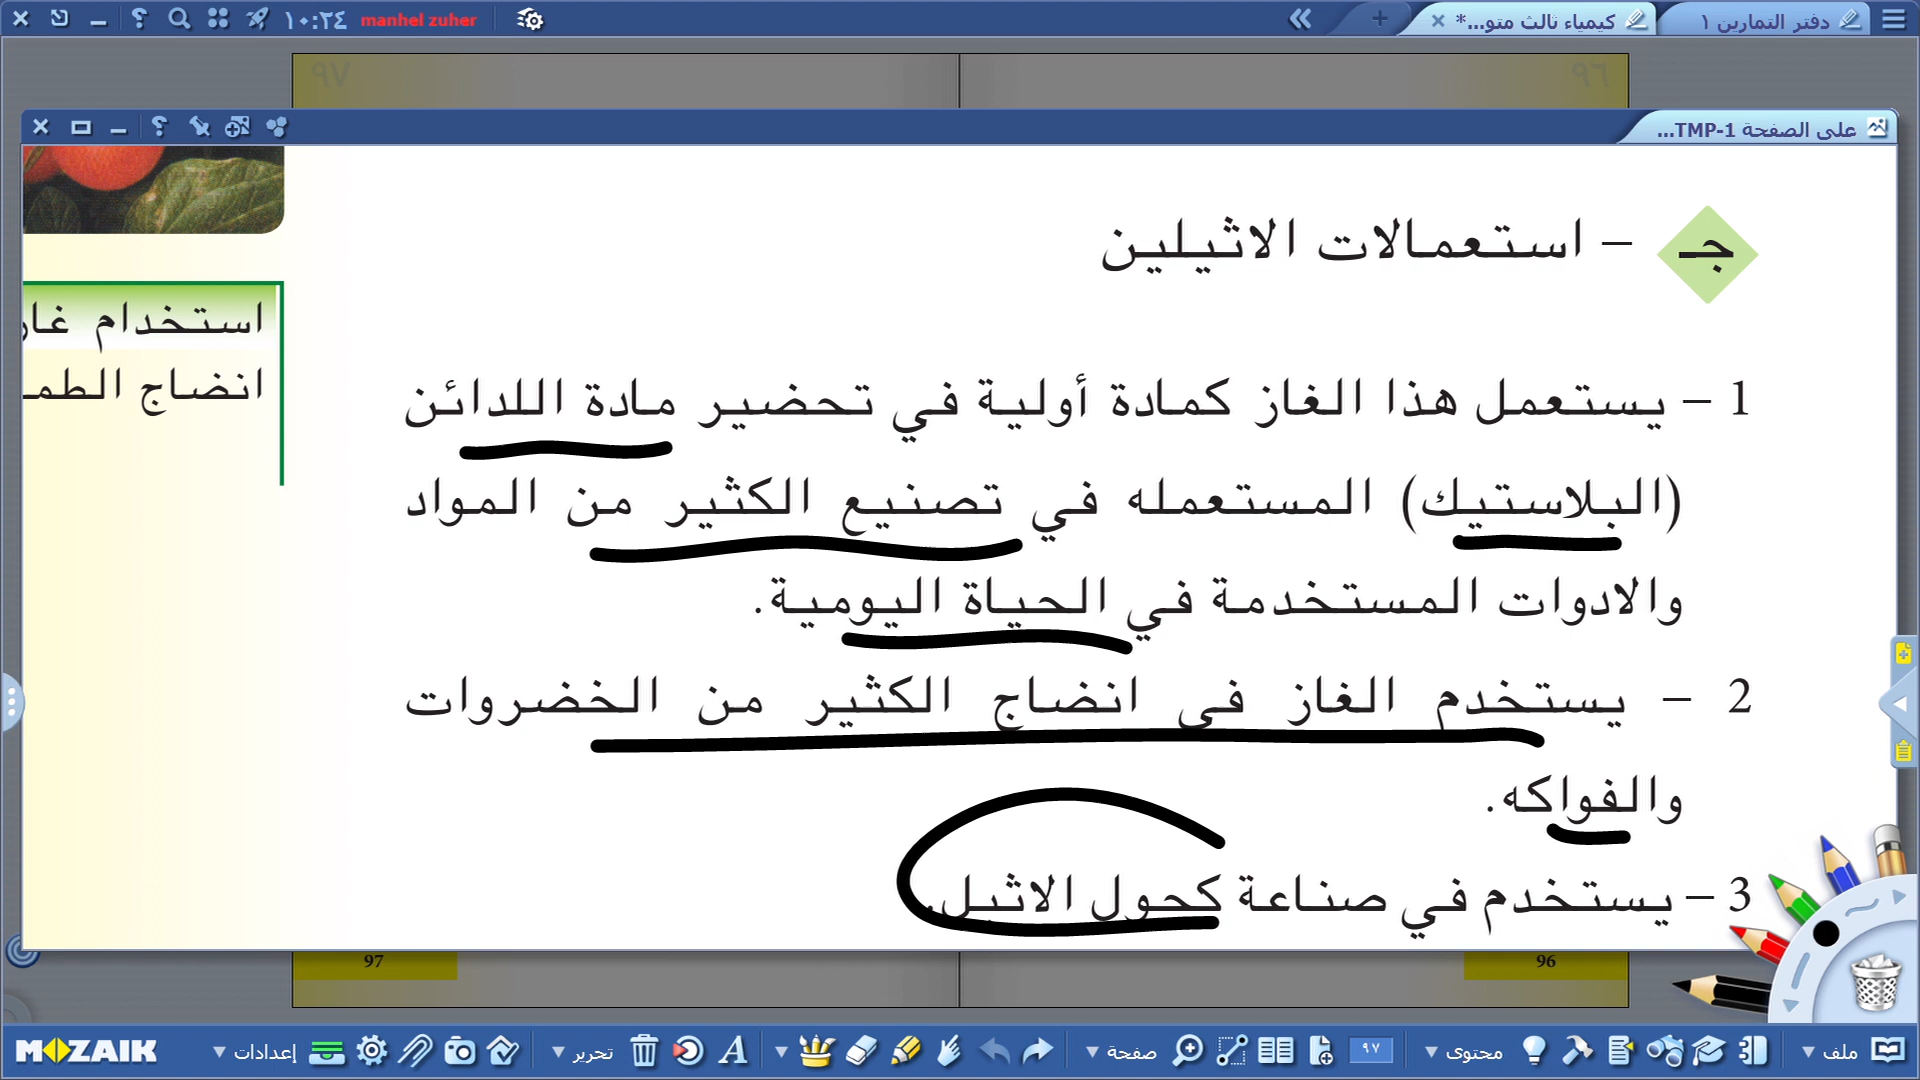 ١٠:٢٤
manhel zuher
كيمياء ثالث متو...*
دفتر التمارين ١
٩٧
٩٦
على الصفحة TMP-1...
جـ – استعمالات الاثيلين
1 – يستعمل هذا الغاز كمادة أولية في تحضير مادة اللدائن
(البلاستيك) المستعمله في تصنيع الكثير من المواد
والادوات المستخدمة في الحياة اليومية.
2 – يستخدم الغاز في انضاج الكثير من الخضروات
والفواكه.
3 – يستخدم في صناعة كحول الاثيل.
استخدام
انضاج
97
96
MOZAIK
إعدادات
تحرير
صفحة
٩٧
محتوى
ملف